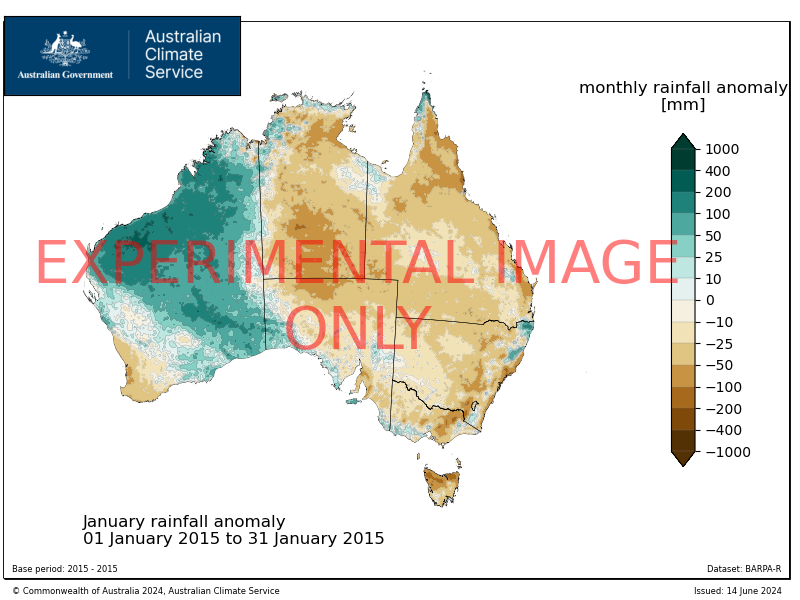 Australian Government
Australian
Climate
Service
monthly rainfall anomaly
[mm]
1000
400
200
100
50
25
10
0
−10
−25
−50
−100
−200
−400
−1000
EXPERIMENTAL IMAGE
ONLY
January rainfall anomaly
01 January 2015 to 31 January 2015
Base period: 2015 - 2015
Dataset: BARPA-R
© Commonwealth of Australia 2024, Australian Climate Service
Issued: 14 June 2024